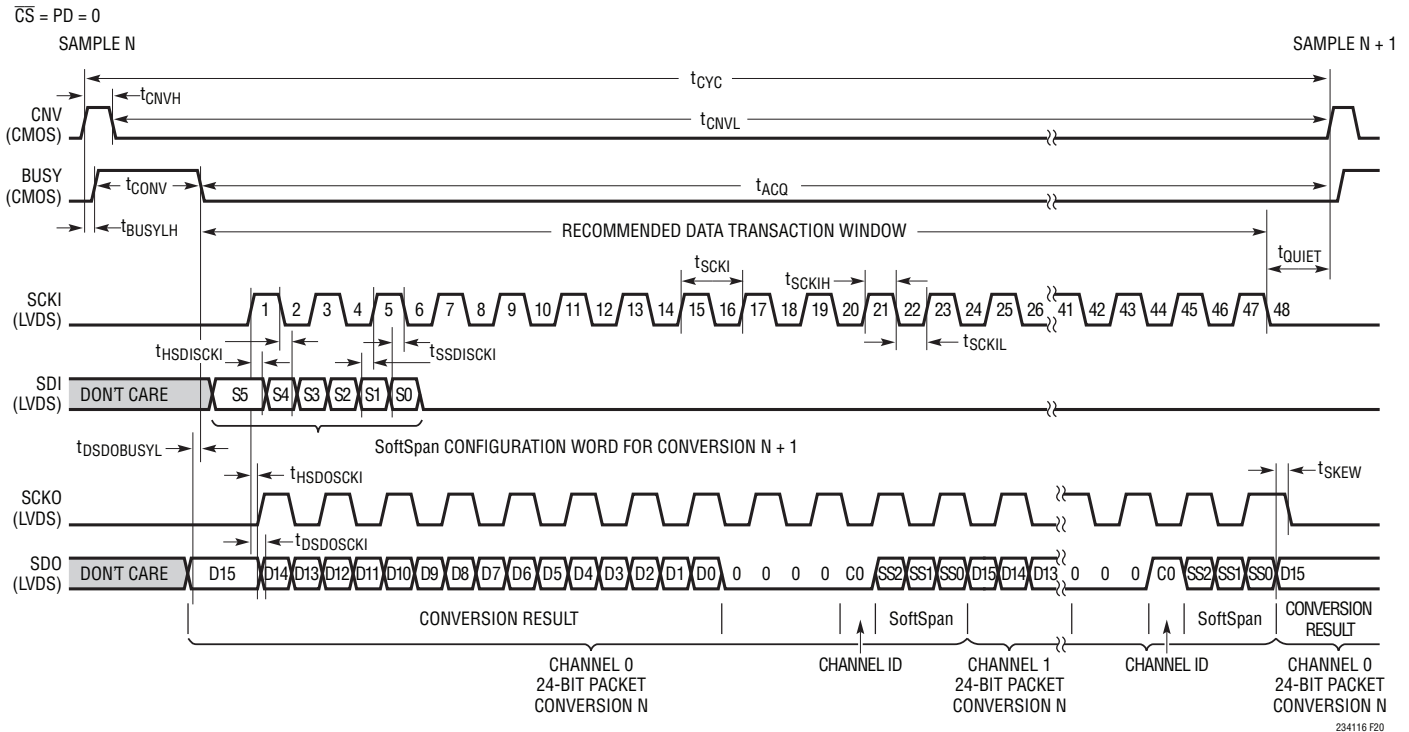 CS = PD = 0
SAMPLE N
SAMPLE N + 1
tCYC
tCNVH
CNV
(CMOS)
tCNVL
BUSY
(CMOS)
tCONV
tACQ
tBUSYLH
RECOMMENDED DATA TRANSACTION WINDOW
tQUIET
tSCKI
tSCKIH
SCKI
(LVDS)
1 2 3 4 5 6 7 8 9 10 11 12 13 14 15 16 17 18 19 20 21 22 23 24 25 26 41 42 43 44 45 46 47 48
tHSDISCKI
tSSDISCKI
tSCKIL
SDI
(LVDS)
DON'T CARE S5 S4 S3 S2 S1 S0
tDSDOBUSYL
SoftSpan CONFIGURATION WORD FOR CONVERSION N + 1
tHSDOSCKI
tSKEW
SCKO
(LVDS)
tDSDOSCKI
SDO
(LVDS)
DON'T CARE D15 D14 D13 D12 D11 D10 D9 D8 D7 D6 D5 D4 D3 D2 D1 D0 0 0 0 0 C0 SS2 SS1 SS0 D15 D14 D13 0 0 0 C0 SS2 SS1 SS0 D15
CONVERSION RESULT
SoftSpan
SoftSpan
CONVERSION
RESULT
CHANNEL 0
24-BIT PACKET
CONVERSION N
CHANNEL ID
CHANNEL 1
24-BIT PACKET
CONVERSION N
CHANNEL ID
CHANNEL 0
24-BIT PACKET
CONVERSION N
234116 F20